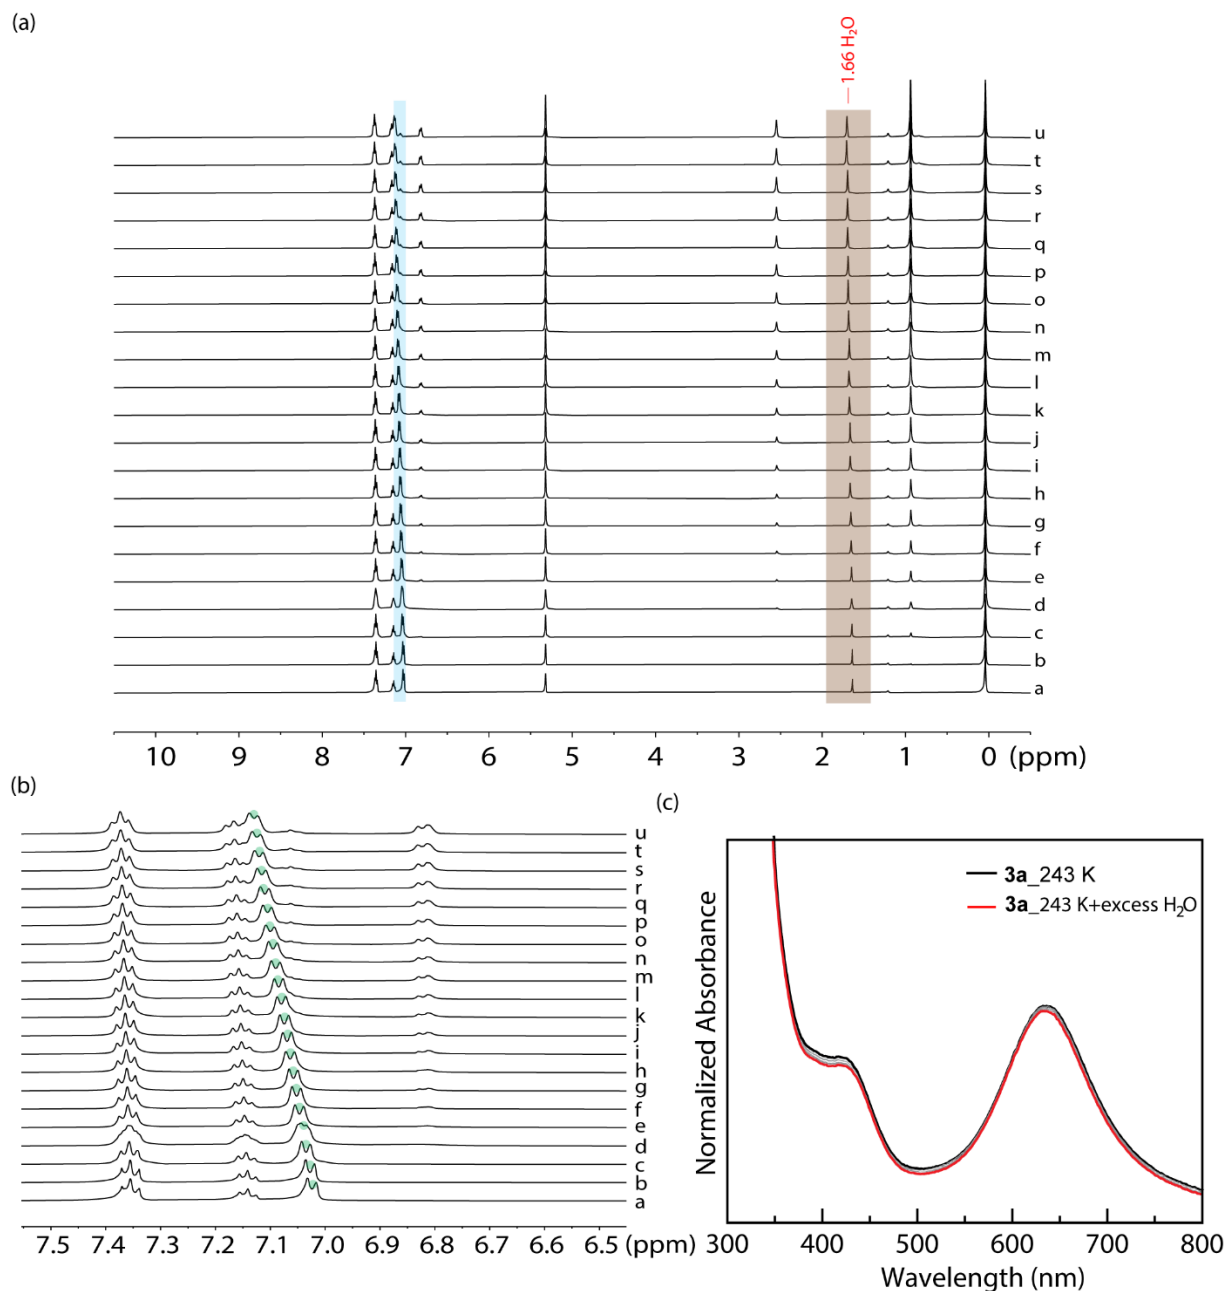 (a)
1.66 H₂O
u
t
s
r
q
p
o
n
m
l
k
j
i
h
g
f
e
d
c
b
a
10 9 8 7 6 5 4 3 2 1 0 (ppm)
(b)
u
t
s
r
q
p
o
n
m
l
k
j
i
h
g
f
e
d
c
b
a
7.5 7.4 7.3 7.2 7.1 7.0 6.9 6.8 6.7 6.6 6.5 (ppm)
(c)
Normalized Absorbance
3a_243 K
3a_243 K+excess H₂O
300 400 500 600 700 800
Wavelength (nm)